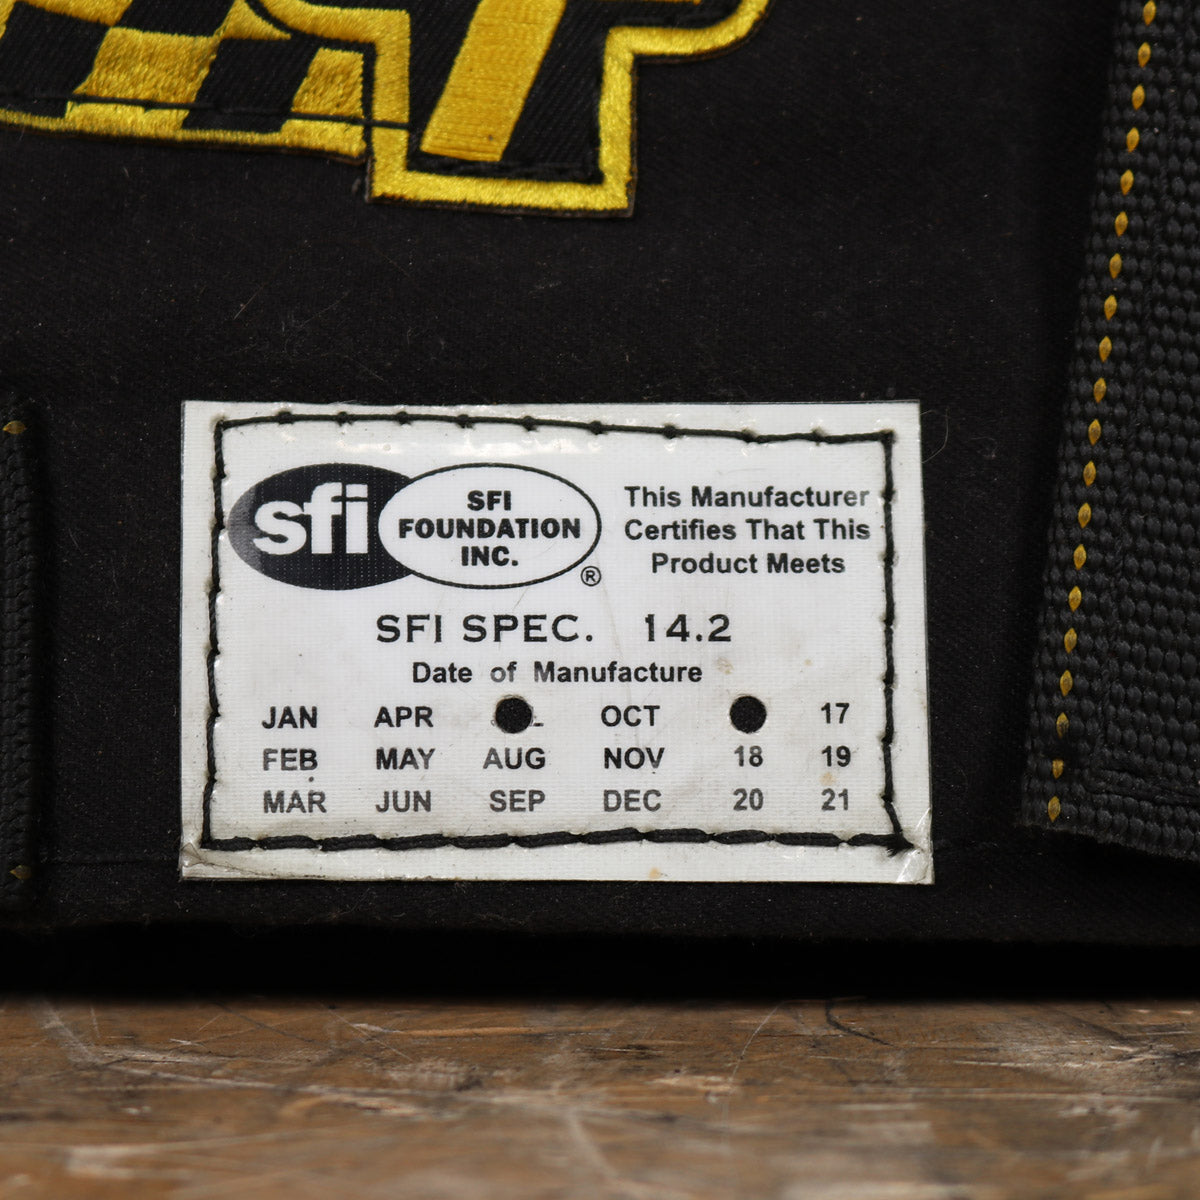 sfi
SFI
FOUNDATION
INC.
®
This Manufacturer
Certifies That This
Product Meets
SFI SPEC. 14.2
Date of Manufacture
JAN APR OCT 17
FEB MAY AUG NOV 18 19
MAR JUN SEP DEC 20 21